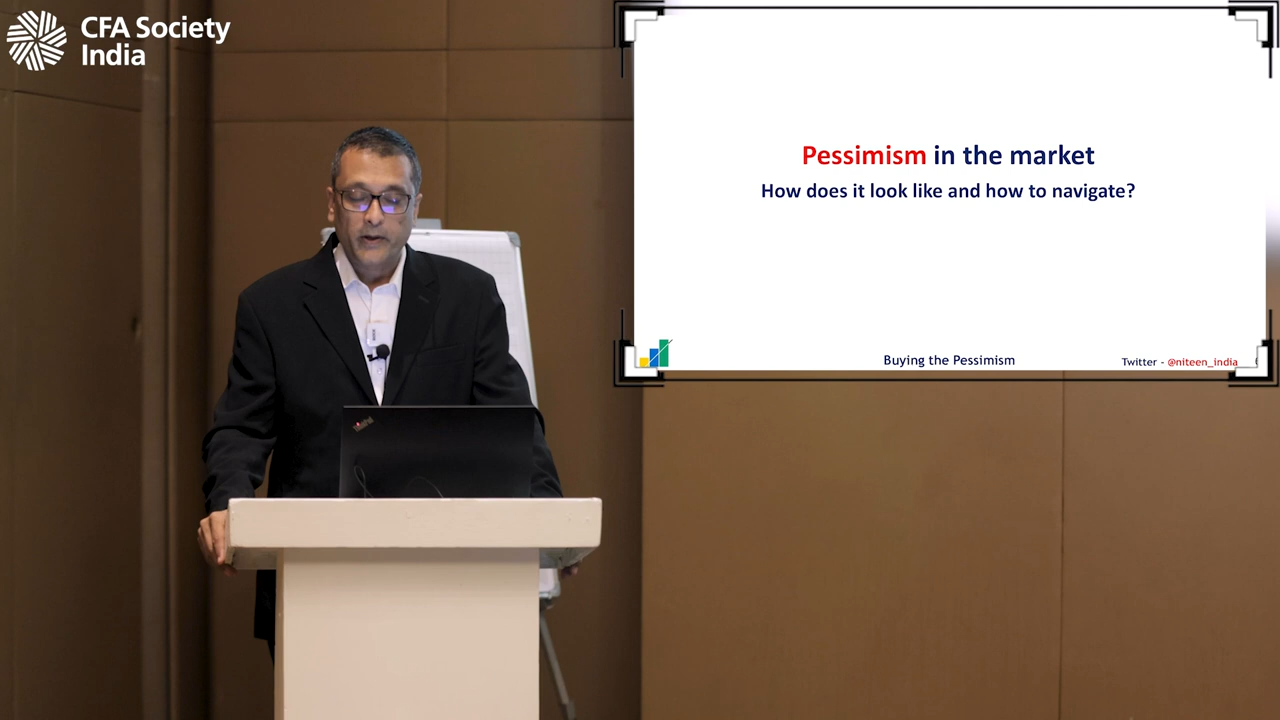 CFA Society
India
Pessimism in the market
How does it look like and how to navigate?
Buying the Pessimism
Twitter - @niteen_india
ThinkPad